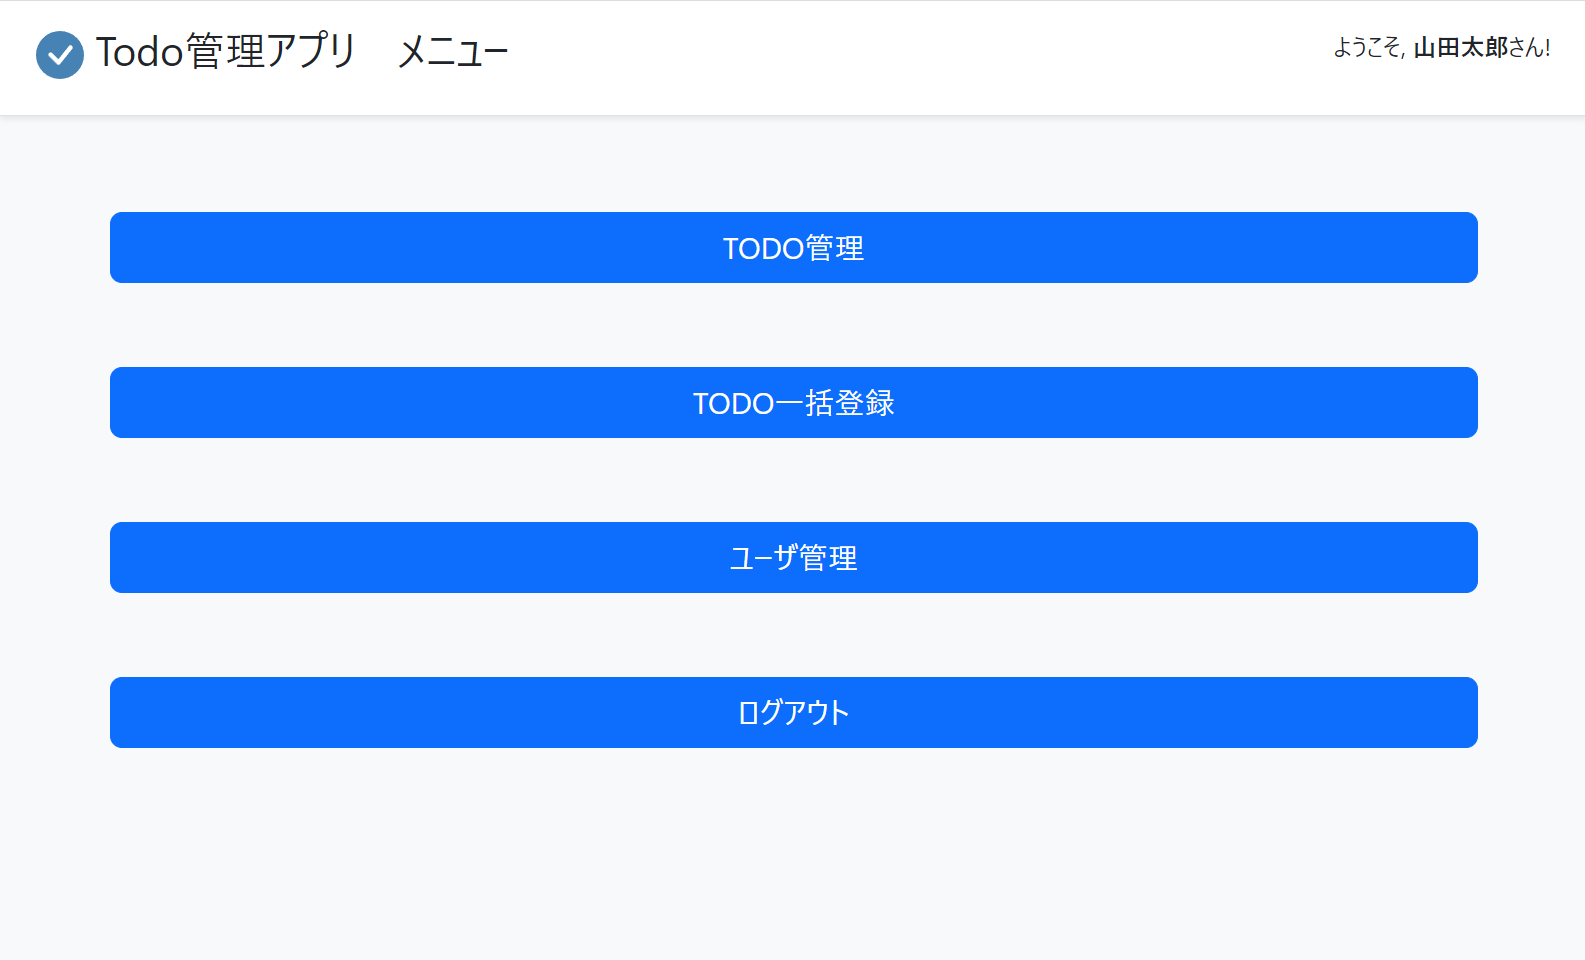 Todo管理アプリ　メニュー
ようこそ, 山田太郎さん!
TODO管理
TODO一括登録
ユーザ管理
ログアウト